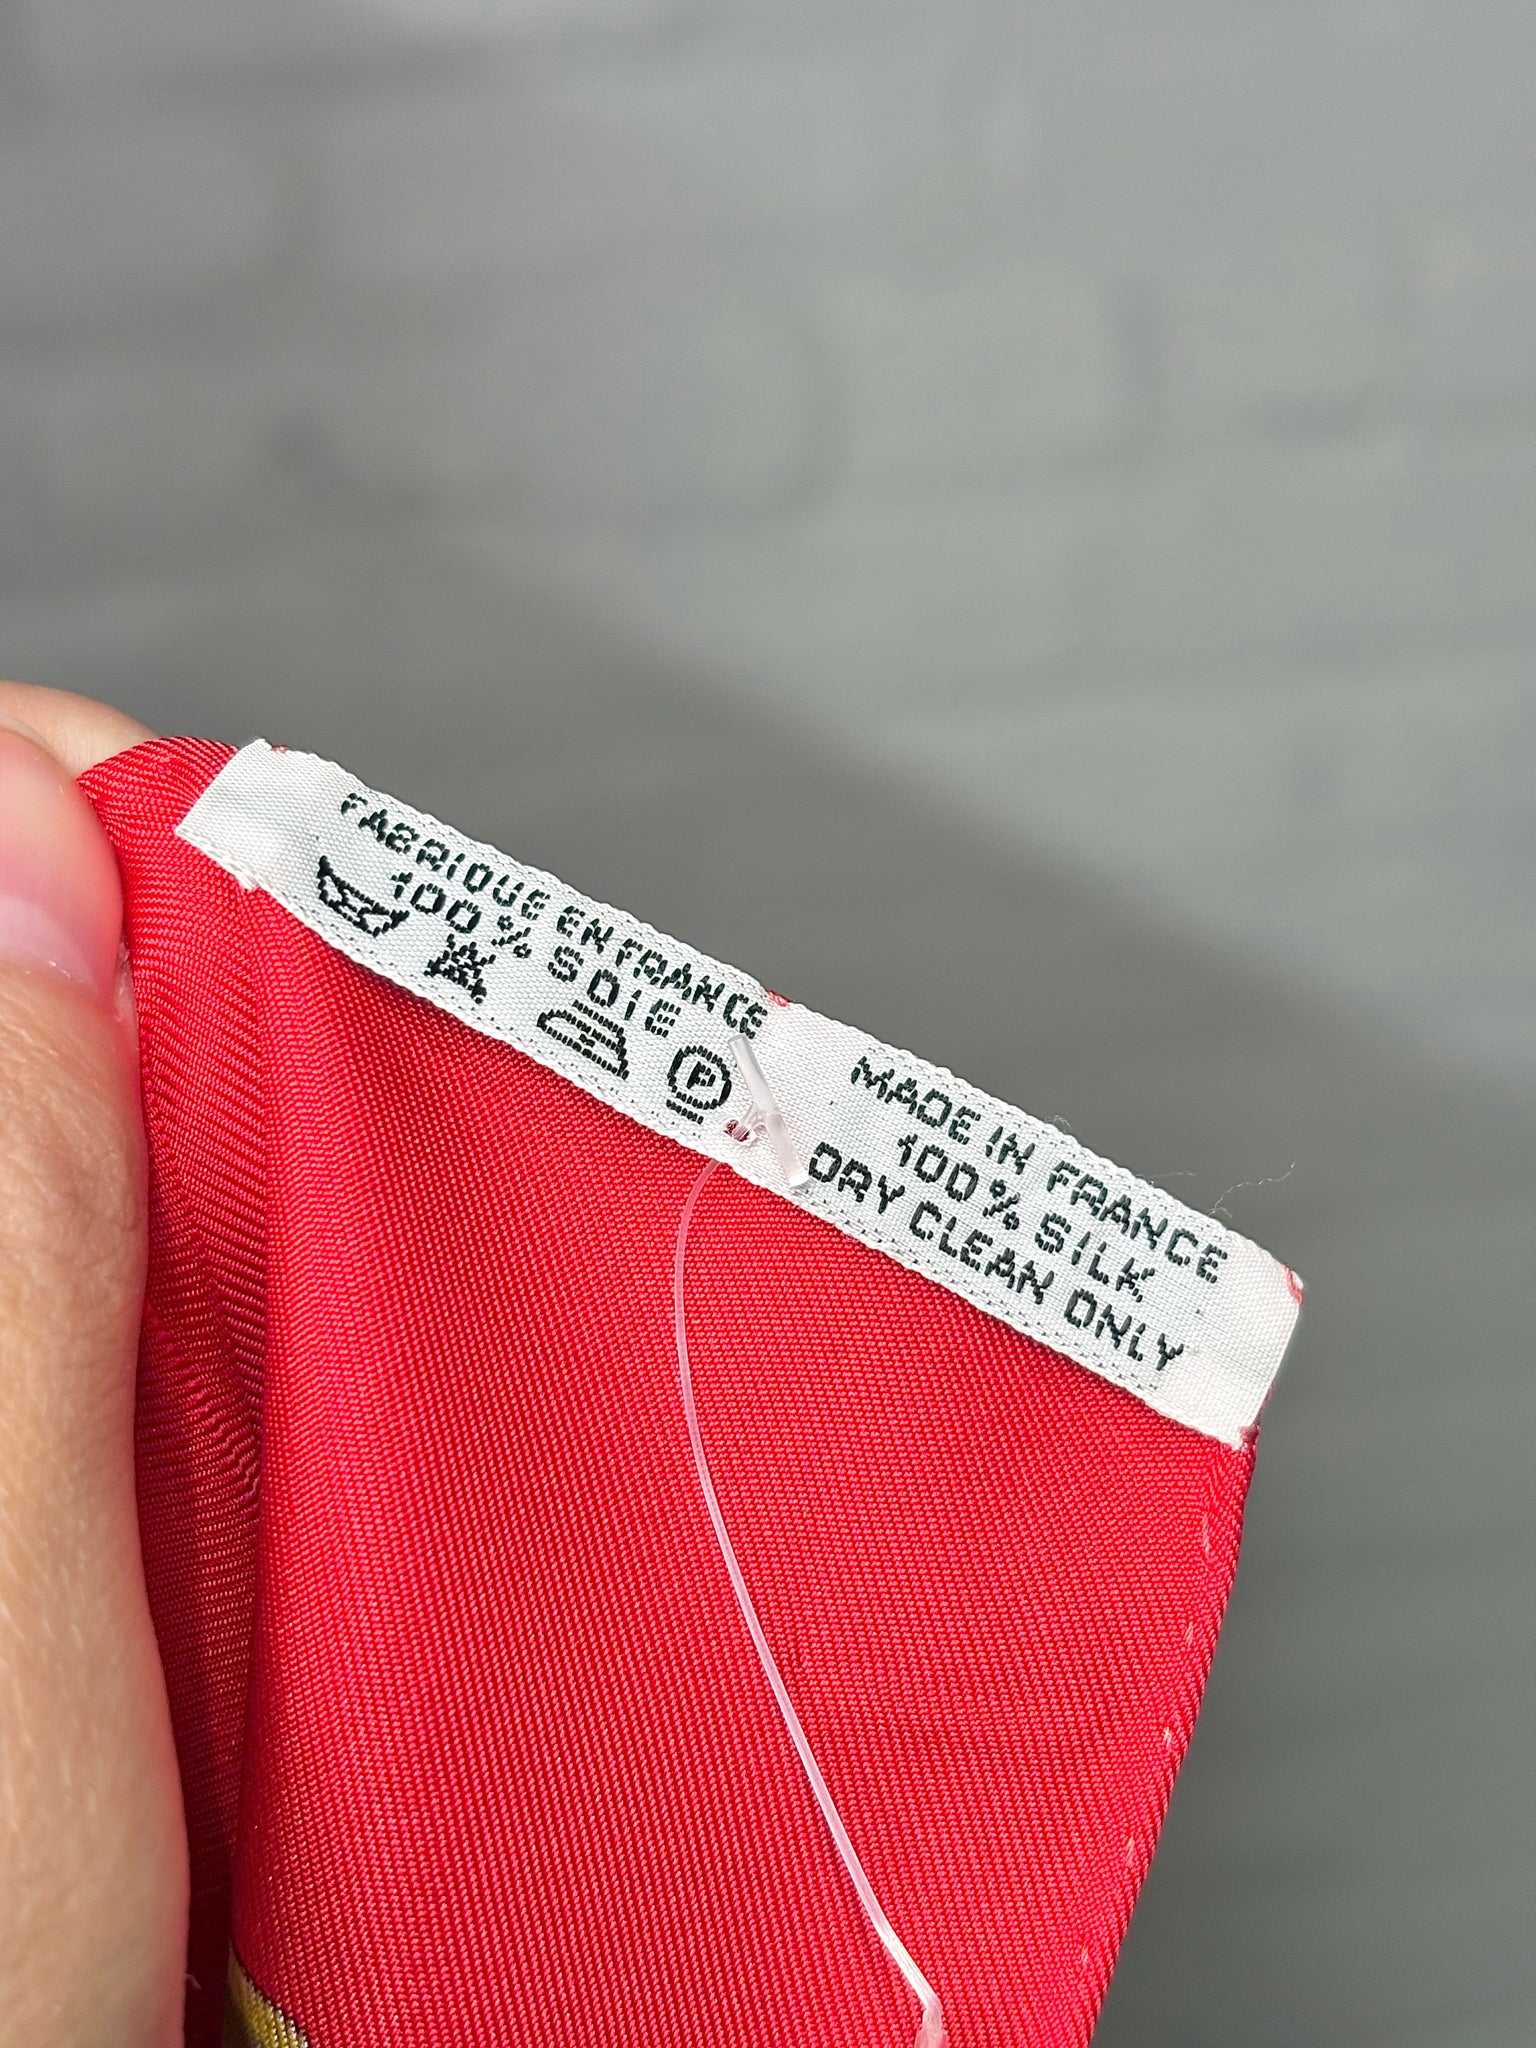 FABRIQUE EN FRANCE
100% SOIE
P
MADE IN FRANCE
100% SILK
DRY CLEAN ONLY